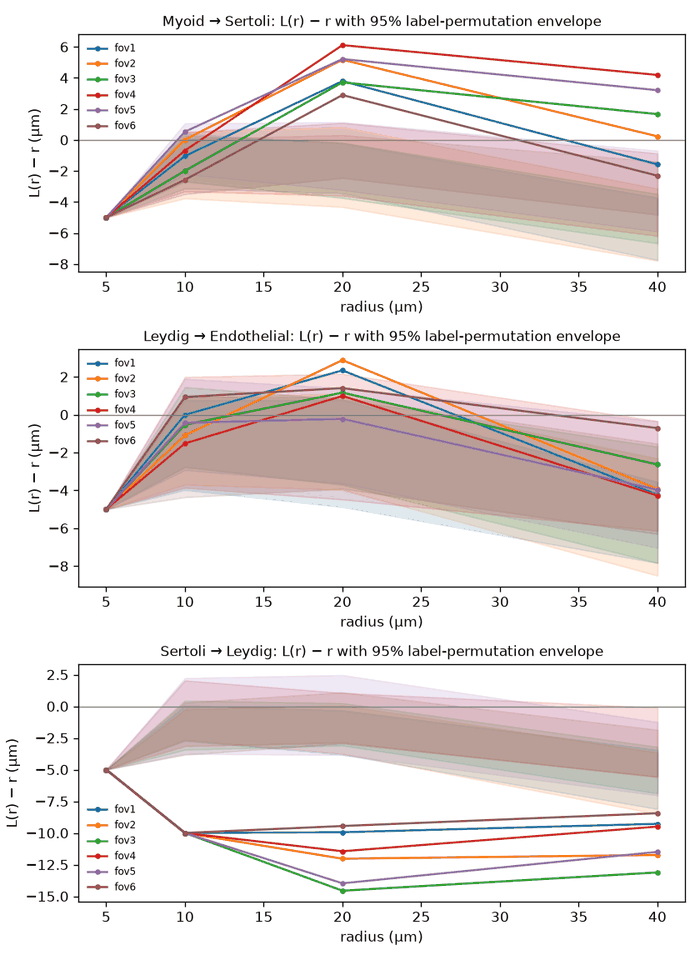 Myoid → Sertoli: L(r) − r with 95% label-permutation envelope
6
4
2
0
−2
−4
−6
−8
L(r) − r (μm)
fov1
fov2
fov3
fov4
fov5
fov6
5 10 15 20 25 30 35 40
radius (μm)
Leydig → Endothelial: L(r) − r with 95% label-permutation envelope
2
0
−2
−4
−6
−8
L(r) − r (μm)
fov1
fov2
fov3
fov4
fov5
fov6
5 10 15 20 25 30 35 40
radius (μm)
Sertoli → Leydig: L(r) − r with 95% label-permutation envelope
2.5
0.0
−2.5
−5.0
−7.5
−10.0
−12.5
−15.0
L(r) − r (μm)
fov1
fov2
fov3
fov4
fov5
fov6
5 10 15 20 25 30 35 40
radius (μm)